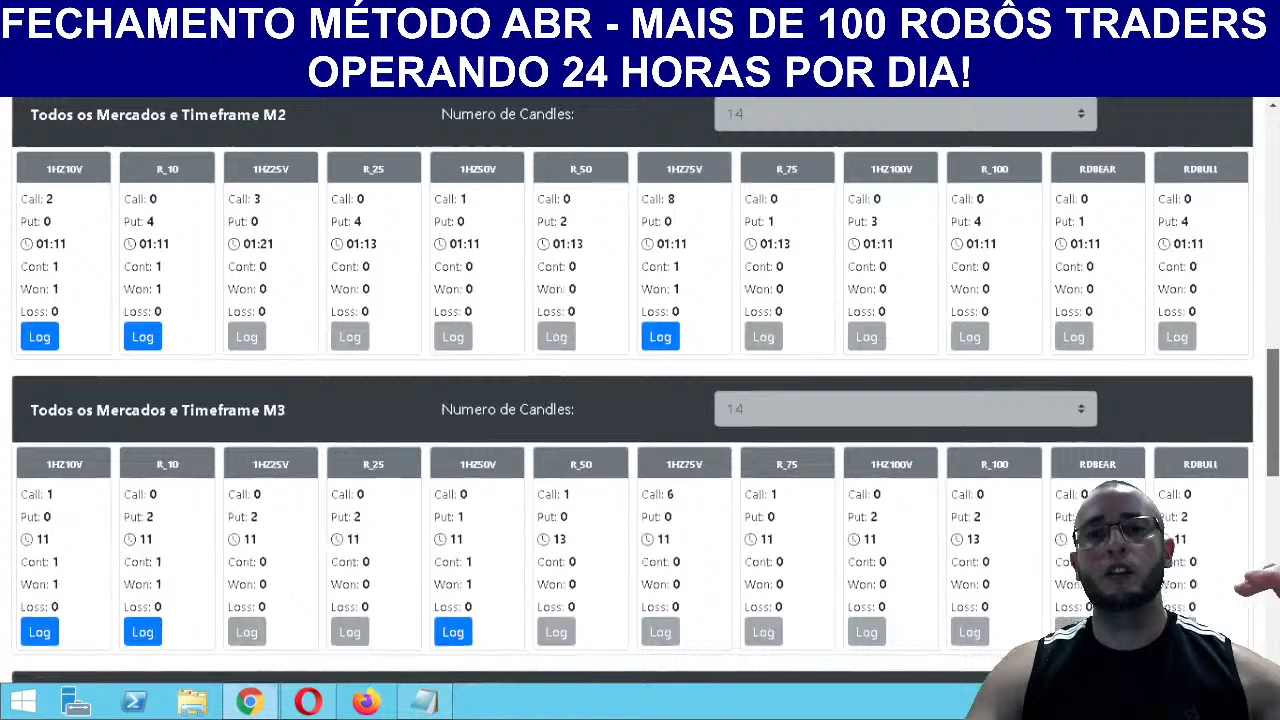 FECHAMENTO MÉTODO ABR - MAIS DE 100 ROBÔS TRADERS
OPERANDO 24 HORAS POR DIA!
Todos os Mercados e Timeframe M2 Numero de Candles: 14
1HZ10V R_10 1HZ25V R_25 1HZ50V R_50 1HZ75V R_75 1HZ100V R_100 RDBEAR RDBULL
Call: 2 Call: 0 Call: 3 Call: 0 Call: 1 Call: 0 Call: 8 Call: 0 Call: 0 Call: 0 Call: 0 Call: 0
Put: 0 Put: 4 Put: 0 Put: 4 Put: 0 Put: 2 Put: 0 Put: 1 Put: 3 Put: 4 Put: 1 Put: 4
01:11 01:11 01:21 01:13 01:11 01:13 01:11 01:13 01:11 01:11 01:11 01:11
Cont: 1 Cont: 1 Cont: 0 Cont: 0 Cont: 0 Cont: 0 Cont: 1 Cont: 0 Cont: 0 Cont: 0 Cont: 0 Cont: 0
Won: 1 Won: 1 Won: 0 Won: 0 Won: 0 Won: 0 Won: 1 Won: 0 Won: 0 Won: 0 Won: 0 Won: 0
Loss: 0 Loss: 0 Loss: 0 Loss: 0 Loss: 0 Loss: 0 Loss: 0 Loss: 0 Loss: 0 Loss: 0 Loss: 0 Loss: 0
Log Log Log Log Log Log Log Log Log Log Log Log
Todos os Mercados e Timeframe M3 Numero de Candles: 14
1HZ10V R_10 1HZ25V R_25 1HZ50V R_50 1HZ75V R_75 1HZ100V R_100 RDBEAR RDBULL
Call: 1 Call: 0 Call: 0 Call: 0 Call: 0 Call: 1 Call: 6 Call: 1 Call: 0 Call: 0 Call: Call: 0
Put: 0 Put: 2 Put: 2 Put: 2 Put: 1 Put: 0 Put: 0 Put: 0 Put: 2 Put: 2 Put: 2
11 11 11 11 11 13 11 11 11 13 11
Cont: 1 Cont: 1 Cont: 0 Cont: 0 Cont: 1 Cont: 0 Cont: 0 Cont: 0 Cont: 0 Cont: 0 0
Won: 1 Won: 1 Won: 0 Won: 0 Won: 1 Won: 0 Won: 0 Won: 0 Won: 0 Won: 0 0
Loss: 0 Loss: 0 Loss: 0 Loss: 0 Loss: 0 Loss: 0 Loss: 0 Loss: 0 Loss: 0 Loss: 0 0
Log Log Log Log Log Log Log Log Log Log